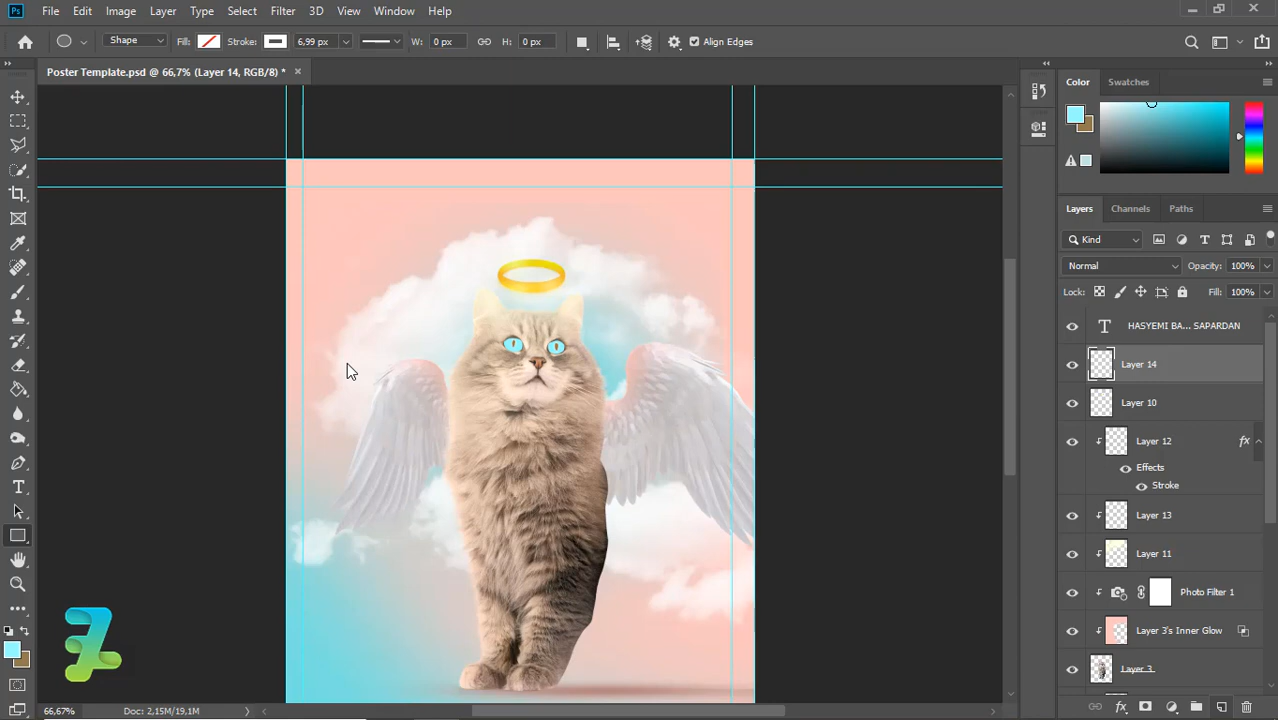 Ps File Edit Image Layer Type Select Filter 3D View Window Help
Shape Fill: Stroke: 6,99 px W: 0 px H: 0 px Align Edges
Poster Template.psd @ 66,7% (Layer 14, RGB/8) * ×
Color Swatches
Layers Channels Paths
Kind
Normal Opacity: 100%
Lock: Fill: 100%
T HASYEMI BA... SAPARDAN
Layer 14
Layer 10
Layer 12 fx
Effects
Stroke
Layer 13
Layer 11
Photo Filter 1
Layer 3's Inner Glow
Layer 3
66,67% Doc: 2,15M/19,1M
fx